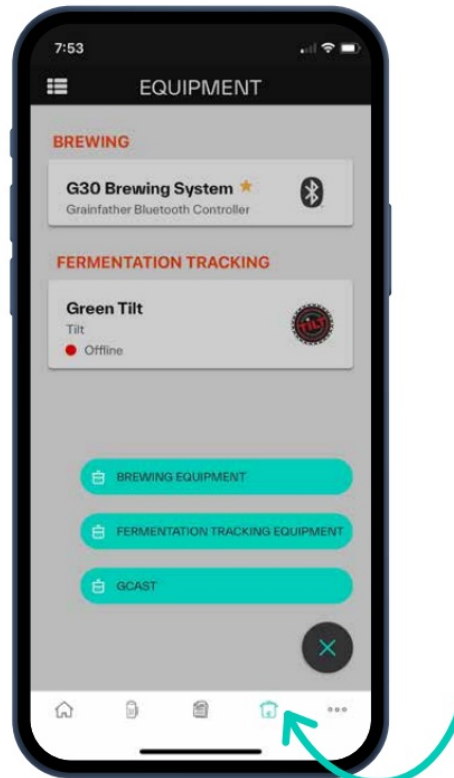 7:53
EQUIPMENT
BREWING
G30 Brewing System
Grainfather Bluetooth Controller
FERMENTATION TRACKING
Green Tilt
Tilt
Offline
TILT
BREWING EQUIPMENT
FERMENTATION TRACKING EQUIPMENT
GCAST